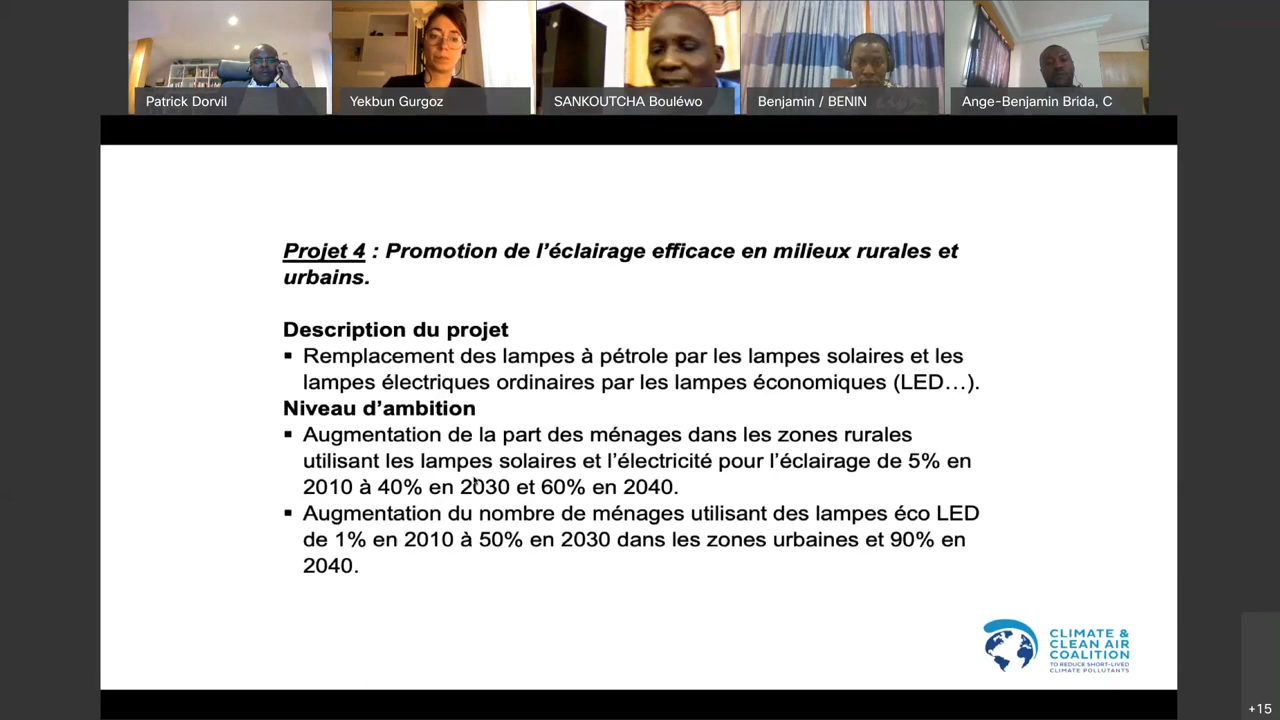 Patrick Dorvil
Yekbun Gurgoz
SANKOUTCHA Bouléwo
Benjamin / BENIN
Ange-Benjamin Brida, C
Projet 4 : Promotion de l’éclairage efficace en milieux rurales et
urbains.
Description du projet
▪ Remplacement des lampes à pétrole par les lampes solaires et les
lampes électriques ordinaires par les lampes économiques (LED…).
Niveau d’ambition
▪ Augmentation de la part des ménages dans les zones rurales
utilisant les lampes solaires et l’électricité pour l’éclairage de 5% en
2010 à 40% en 2030 et 60% en 2040.
▪ Augmentation du nombre de ménages utilisant des lampes éco LED
de 1% en 2010 à 50% en 2030 dans les zones urbaines et 90% en
2040.
CLIMATE &
CLEAN AIR
COALITION
TO REDUCE SHORT-LIVED
CLIMATE POLLUTANTS
+15